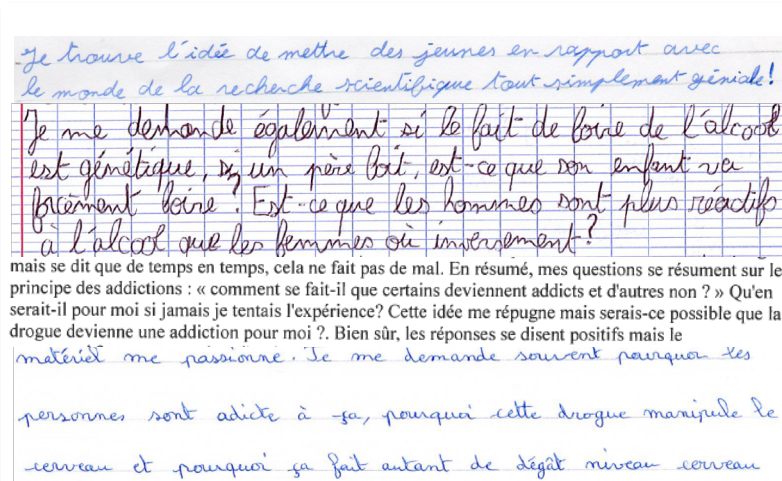 Je trouve l'idée de mettre des jeunes en rapport avec
le monde de la recherche scientifique tout simplement géniale!
Je me demande également si le fait de boire de l'alcool
est génétique, si un père boit, est-ce que son enfant va
forcément boire? Est-ce que les hommes sont plus réactifs
à l'alcool que les femmes où inversement?
mais se dit que de temps en temps, cela ne fait pas de mal. En résumé, mes questions se résument sur le
principe des addictions : « comment se fait-il que certains deviennent addicts et d'autres non ? » Qu'en
serait-il pour moi si jamais je tentais l'expérience? Cette idée me répugne mais serais-ce possible que la
drogue devienne une addiction pour moi ?. Bien sûr, les réponses se disent positifs mais le
matériel me passionne. Je me demande souvent pourquoi les
personnes sont adicte à ça, pourquoi cette drogue manipule le
cerveau et pourquoi ça fait autant de dégât niveau cerveau